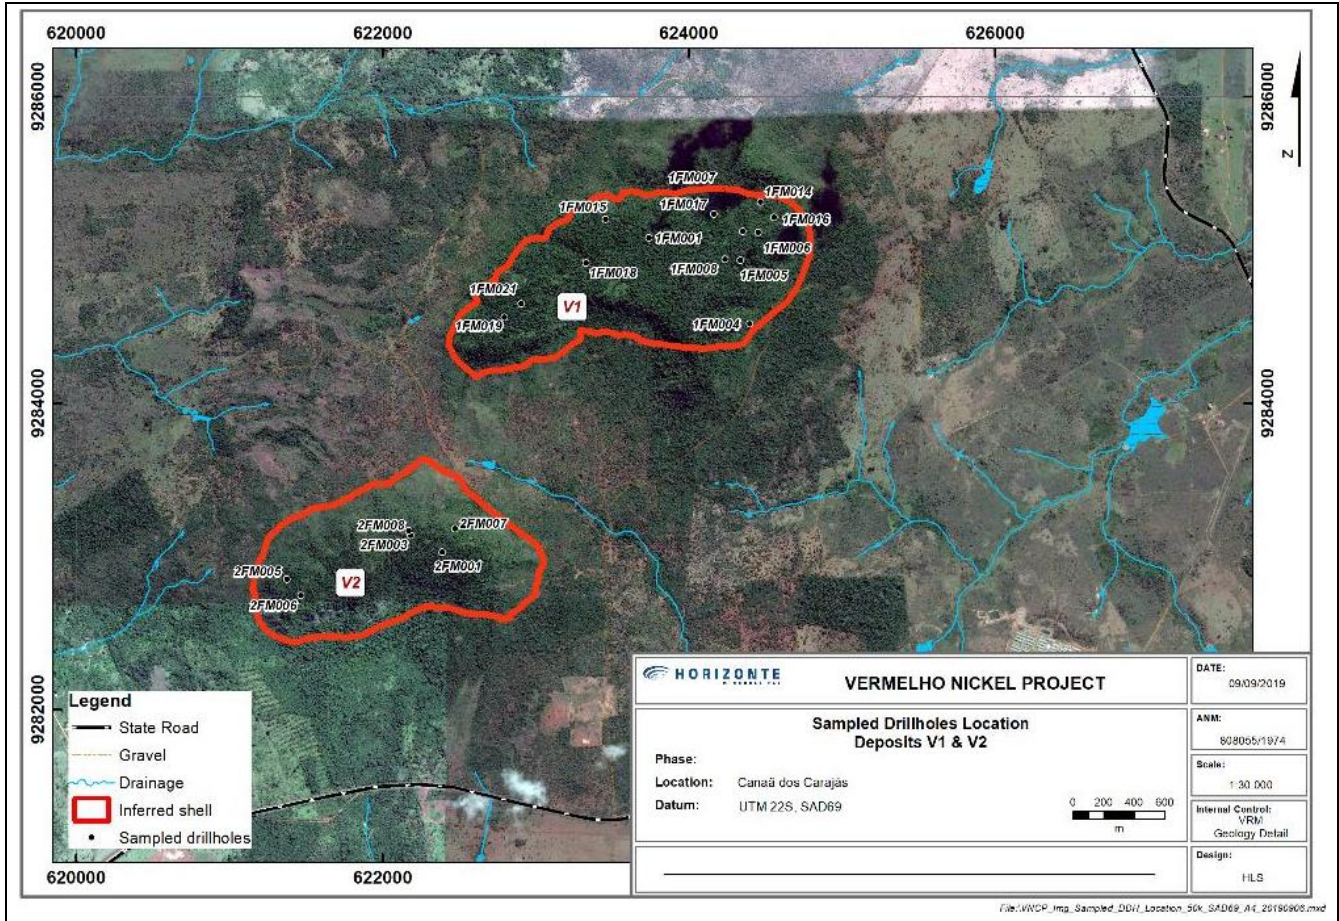 620000 622000 624000 626000
9286000
9286000
N
1FM007
1FM014
1FM017
1FM015
1FM016
1FM001
1FM006
1FM008
1FM005
1FM018
1FM021
V1
1FM019
1FM004
9284000
9284000
2FM008
2FM007
2FM003
2FM001
2FM005
V2
2FM006
9282000
Legend
State Road
Gravel
Drainage
Inferred shell
Sampled drillholes
620000 622000
HORIZONTE
VERMELHO NICKEL PROJECT
DATE:
09/09/2019
Sampled Drillholes Location
Deposits V1 & V2
ANM:
808055/1974
Phase:
Location: Canaã dos Carajás
Datum: UTM 22S, SAD69
0 200 400 600
m
Scale:
1:30 000
Internal Control:
VRM
Geology Detail
Design:
HLS
File:\VNCP_Img_Sampled_DDH_Location_50k_SAD69_A4_20190906.mxd